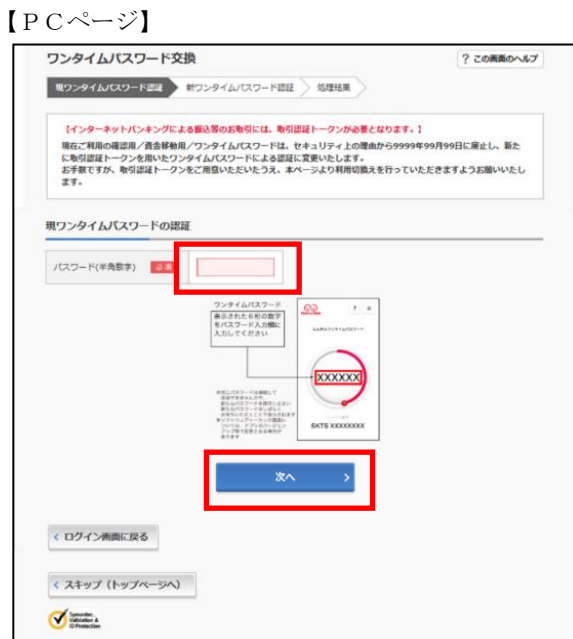 【ＰＣページ】
ワンタイムパスワード交換
? この画面のヘルプ
現ワンタイムパスワード認証
新ワンタイムパスワード認証
処理結果
【インターネットバンキングによる振込等のお取引には、取引認証トークンが必要となります。】
現在ご利用の確認用／資金移動用／ワンタイムパスワードは、セキュリティ上の理由から9999年99月99日に廃止し、新た
に取引認証トークンを用いたワンタイムパスワードによる認証に変更いたします。
お手数ですが、取引認証トークンをご用意いただいたうえ、本ページより利用切換えを行っていただきますようお願いいたし
ます。
現ワンタイムパスワードの認証
パスワード(半角数字)
ワンタイムパスワード
表示された６桁の数字
をパスワード入力欄に
入力してください
?
XXXXXX
SKTS XXXXXXXX
次へ
ログイン画面に戻る
スキップ（トップページへ）
Symantec.
Validation &
ID Protection